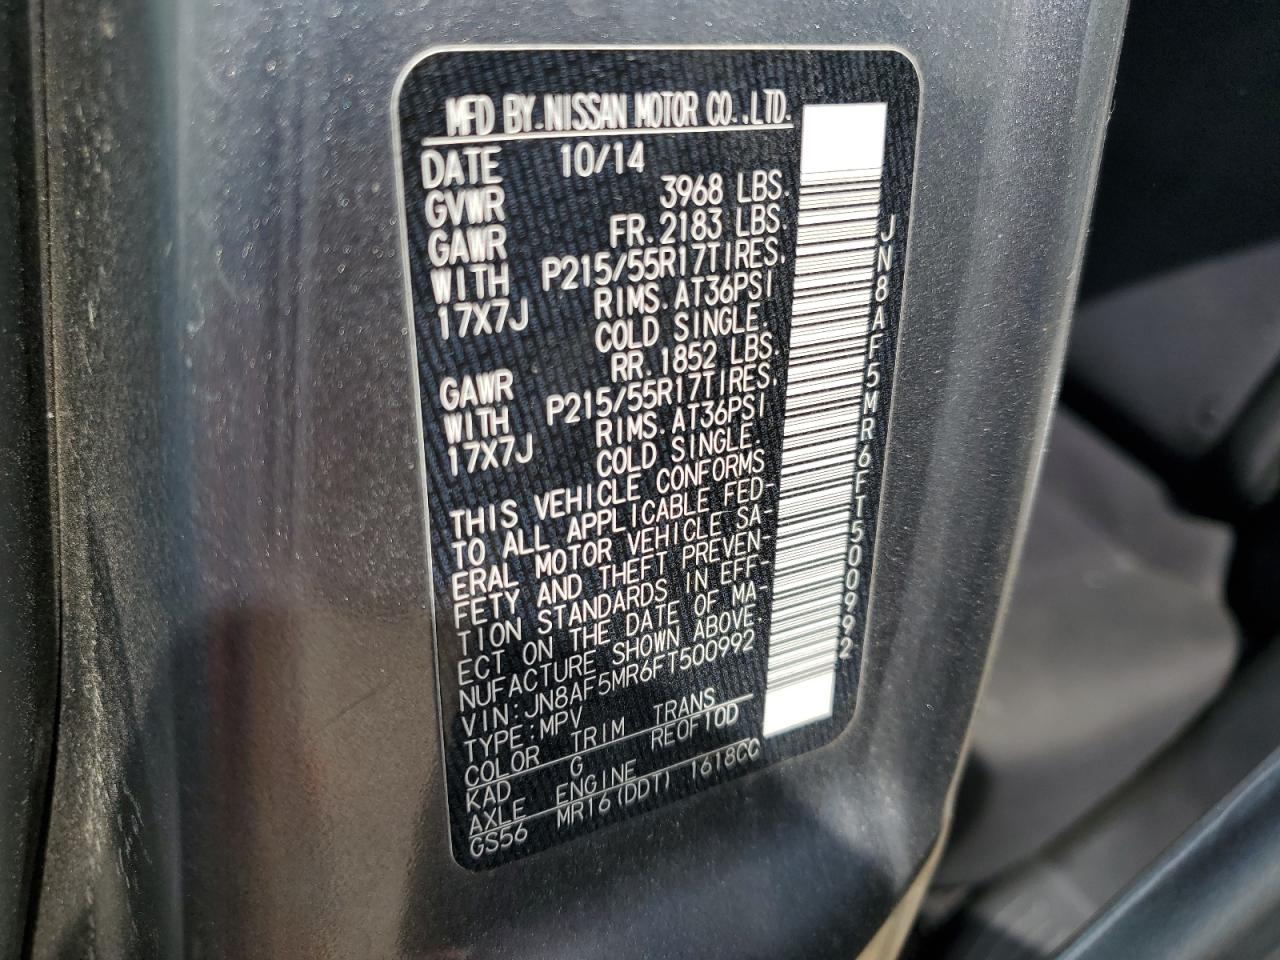 MFD BY.NISSAN MOTOR CO.,LTD.
DATE 10/14
GVWR 3968 LBS.
GAWR FR.2183 LBS.
WITH P215/55R17TIRES.
17X7J RIMS.AT36PSI
COLD SINGLE.
GAWR RR.1852 LBS.
WITH P215/55R17TIRES.
17X7J RIMS.AT36PSI
COLD SINGLE.
THIS VEHICLE CONFORMS
TO ALL APPLICABLE FED-
ERAL MOTOR VEHICLE SA-
FETY AND THEFT PREVEN-
TION STANDARDS IN EFF-
ECT ON THE DATE OF MA-
NUFACTURE SHOWN ABOVE.
VIN:JN8AF5MR6FT500992
TYPE:MPV
COLOR TRIM TRANS
KAD G RE0F10D
AXLE ENGINE
GS56 MR16(DDT) 1618CC
JN8AF5MR6FT500992